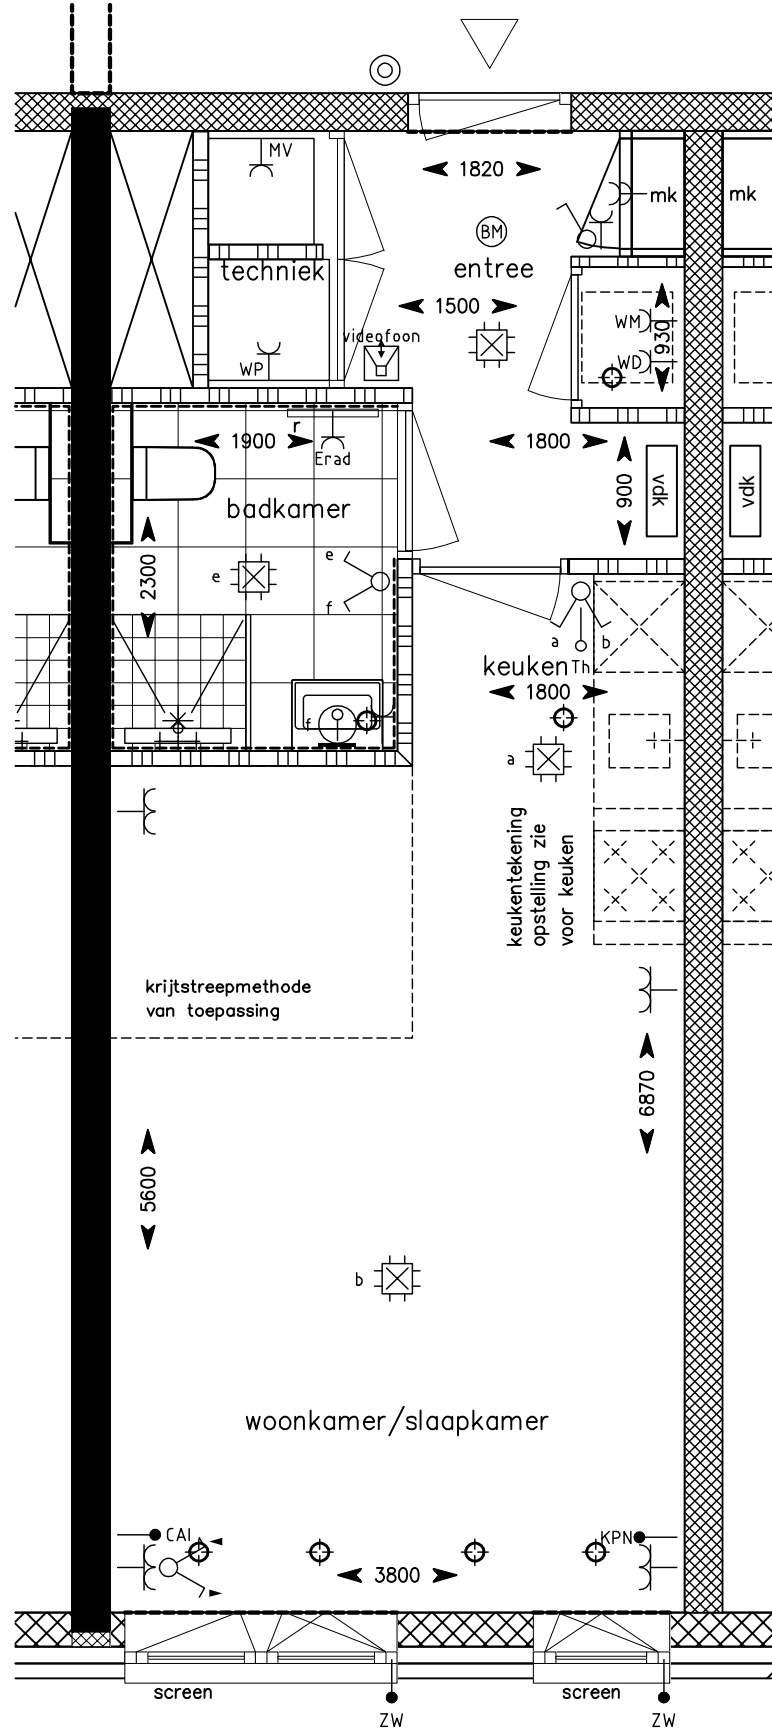 MV
1820
mk
mk
BM
techniek
entree
1500
videofoon
WM
930
WP
WD
r
1900
Erad
1800
900
vdk
vdk
badkamer
2300
e
e
f
a
b
keuken
Th
1800
f
a
keukentekening
opstelling zie
voor keuken
krijtstreepmethode
van toepassing
6870
5600
b
woonkamer/slaapkamer
CAI
KPN
3800
screen
screen
ZW
ZW